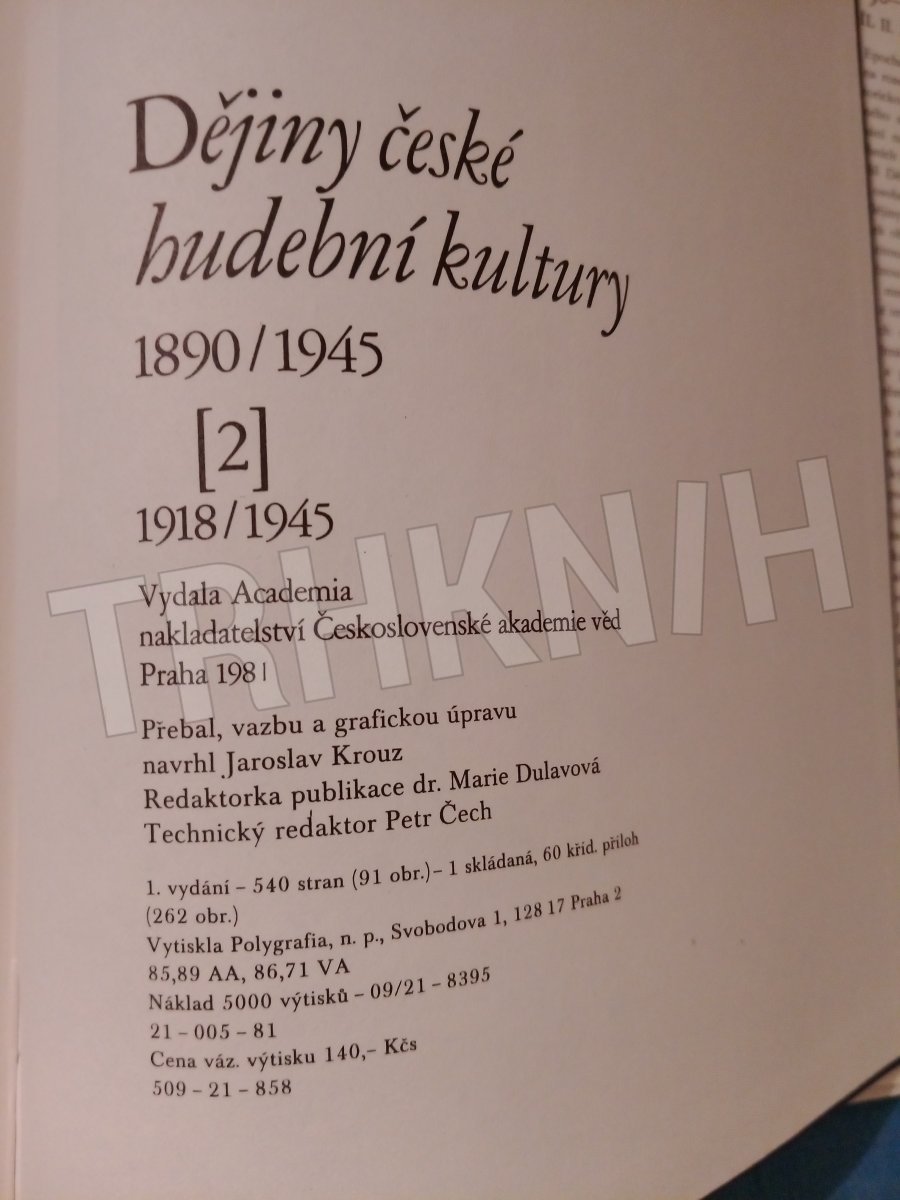 Dějiny české
hudební kultury
1890/1945
[2]
1918/1945
TRHKNIH
Vydala Academia
nakladatelství Československé akademie věd
Praha 1981
Přebal, vazbu a grafickou úpravu
navrhl Jaroslav Krouz
Redaktorka publikace dr. Marie Dulavová
Technický redaktor Petr Čech
1. vydání – 540 stran (91 obr.) – 1 skládaná, 60 kříd. příloh
(262 obr.)
Vytiskla Polygrafia, n. p., Svobodova 1, 128 17 Praha 2
85,89 AA, 86,71 VA
Náklad 5000 výtisků – 09/21 – 8395
21 – 005 – 81
Cena váz. výtisku 140,– Kčs
509 – 21 – 858